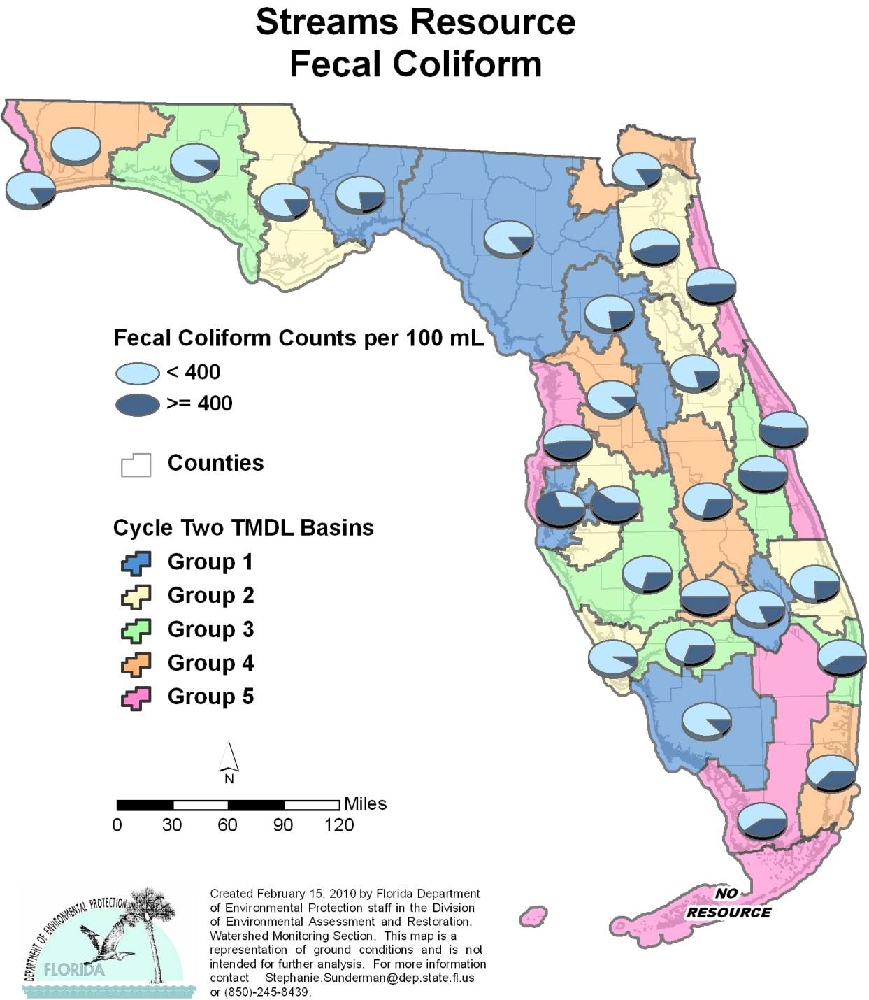 Streams Resource
Fecal Coliform
Fecal Coliform Counts per 100 mL
< 400
>= 400
Counties
Cycle Two TMDL Basins
Group 1
Group 2
Group 3
Group 4
Group 5
N
Miles
0 30 60 90 120
NO
RESOURCE
DEPARTMENT OF ENVIRONMENTAL PROTECTION
FLORIDA
Created February 15, 2010 by Florida Department
of Environmental Protection staff in the Division
of Environmental Assessment and Restoration,
Watershed Monitoring Section. This map is a
representation of ground conditions and is not
intended for further analysis. For more information
contact Stephanie.Sunderman@dep.state.fl.us
or (850)-245-8439.